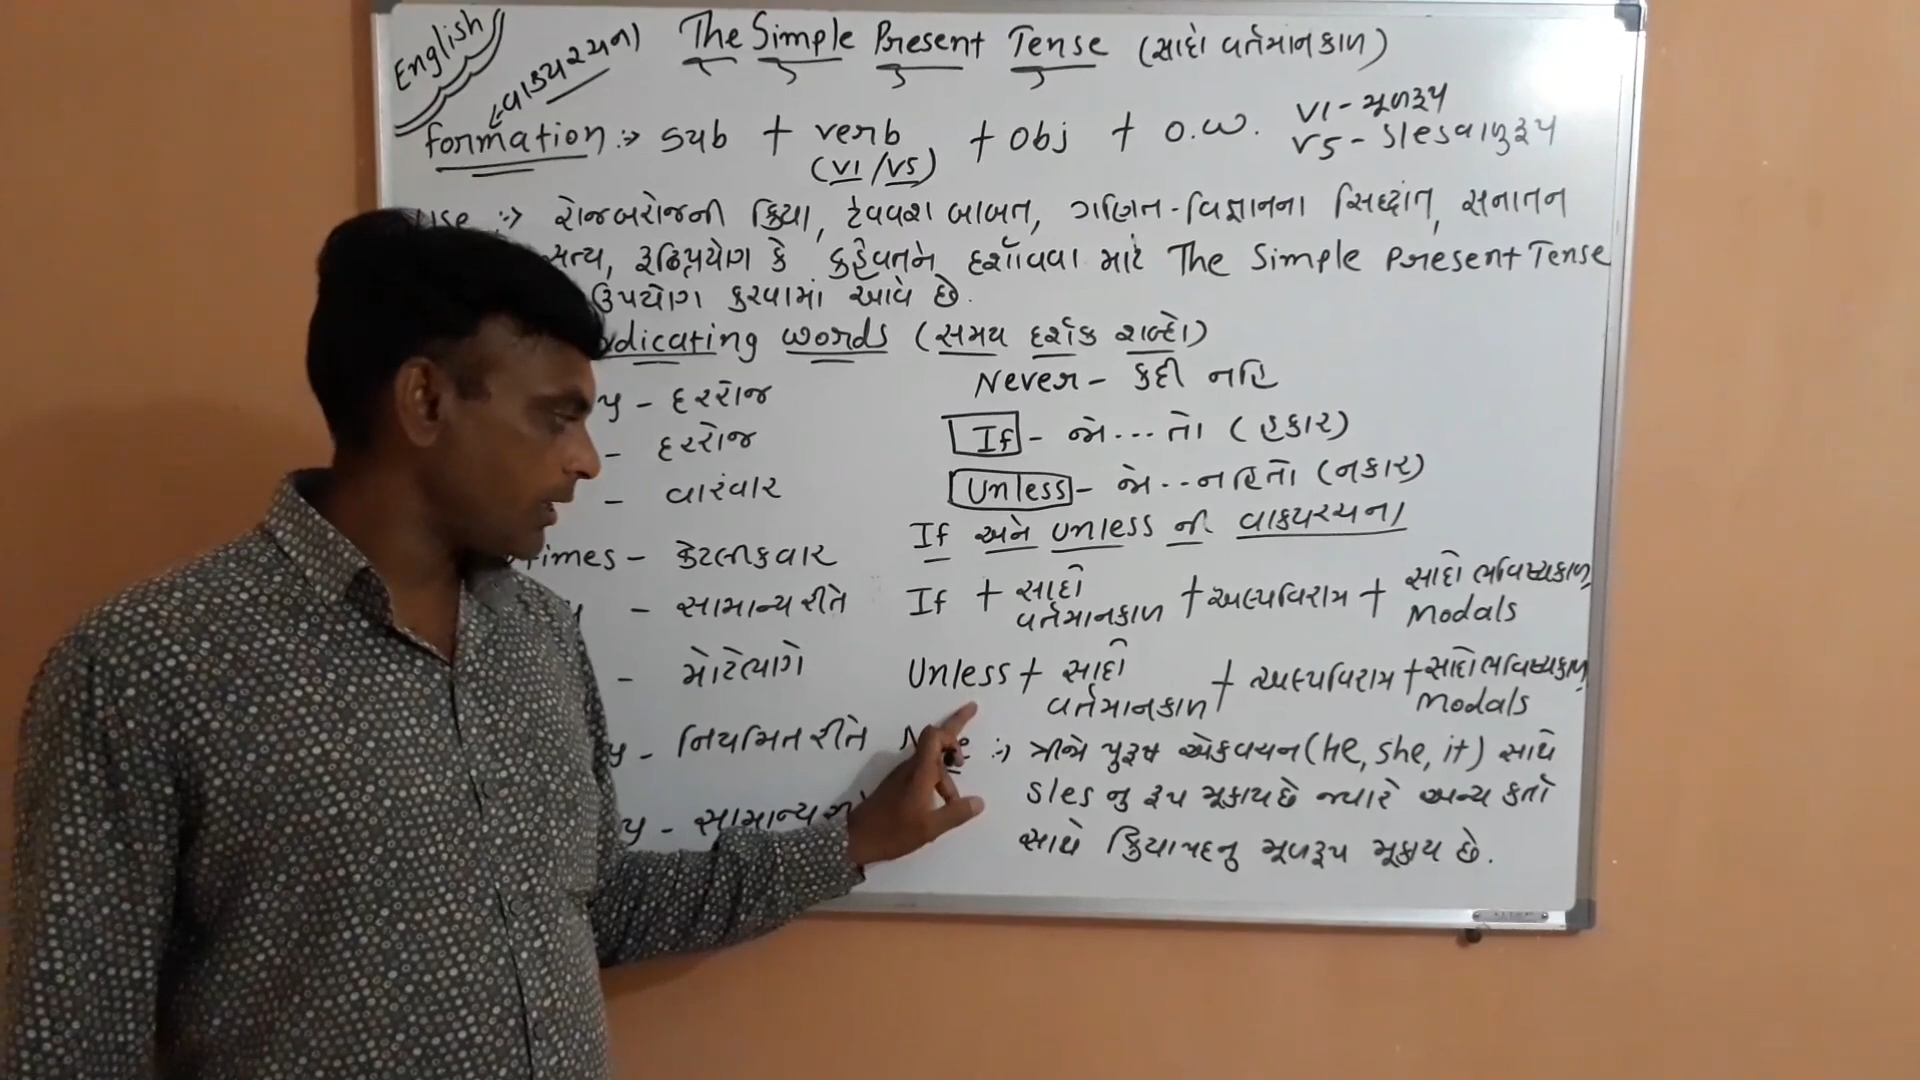 English
વાક્યરચના
The Simple Present Tense (સાદો વર્તમાનકાળ)
formation :→ sub + verb + obj + o.w.
(V1/V5)
V1 - મૂળરૂપ
V5 - s/es વાળુ રૂપ
use :→ રોજબરોજની ક્રિયા, ટેવવશ બાબત, ગણિત-વિજ્ઞાનના સિધ્ધાંત, સનાતન
સત્ય, રૂઢિપ્રયોગ કે કહેવતને દર્શાવવા માટે The Simple Present Tense
ઉપયોગ કરવામાં આવે છે.
dicating words (સમય દર્શક શબ્દો)
y - દરરોજ
- દરરોજ
- વારંવાર
times - કેટલીકવાર
- સામાન્ય રીતે
- મોટેભાગે
y - નિયમિત રીતે
y - સામાન્ય
Never - કદી નહિ
If - જો...તો (હકાર)
Unless - જો...નહિતો (નકાર)
If અને Unless ની વાક્યરચના
If + સાદો વર્તમાનકાળ + અલ્પવિરામ + સાદો ભવિષ્યકાળ, Modals
Unless + સાદો વર્તમાનકાળ + અલ્પવિરામ + સાદો ભવિષ્યકાળ, Modals
:→ ત્રીજો પુરૂષ એકવચન (he, she, it) સાથે
s/es નુ રૂપ મૂકાય છે જ્યારે અન્ય કર્તા
સાથે ક્રિયાપદનુ મૂળરૂપ મૂકાય છે.